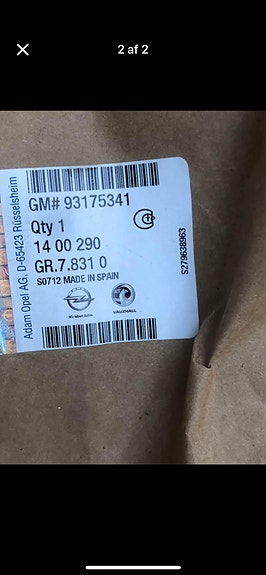 2 af 2
GM# 93175341
Qty 1
14 00 290
GR.7.831 0
S0712 MADE IN SPAIN
VAUXHALL
Adam Opel AG, D-65423 Rüsselsheim
S279638963